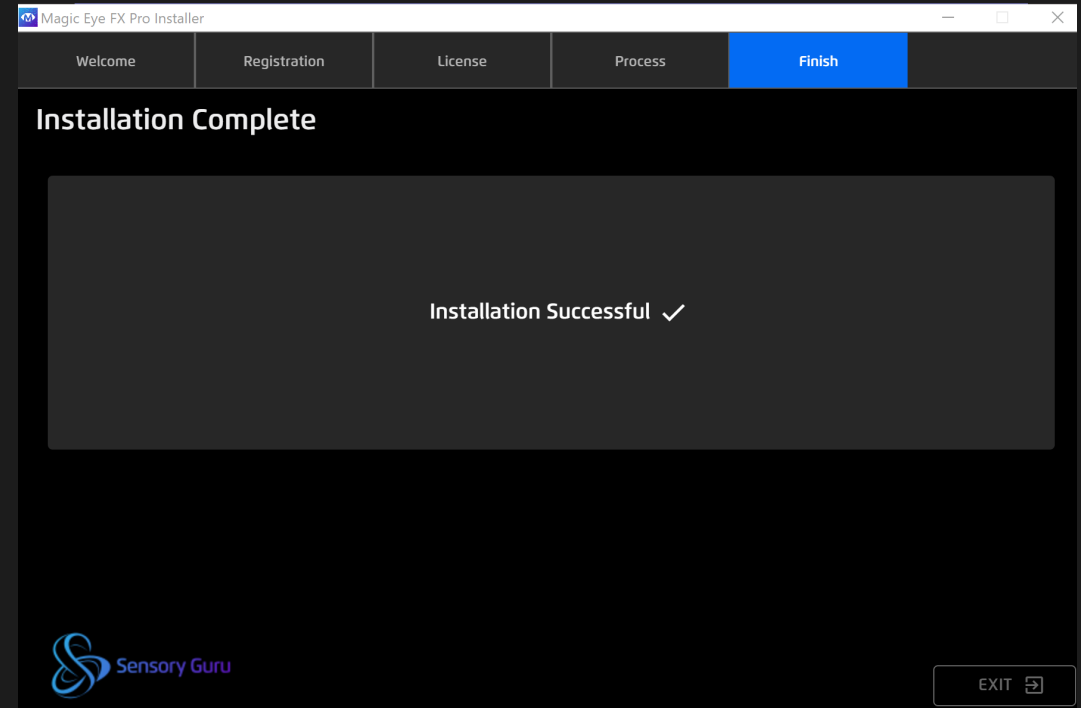 Magic Eye FX Pro Installer
Welcome Registration License Process Finish
Installation Complete
Installation Successful
Sensory Guru
EXIT